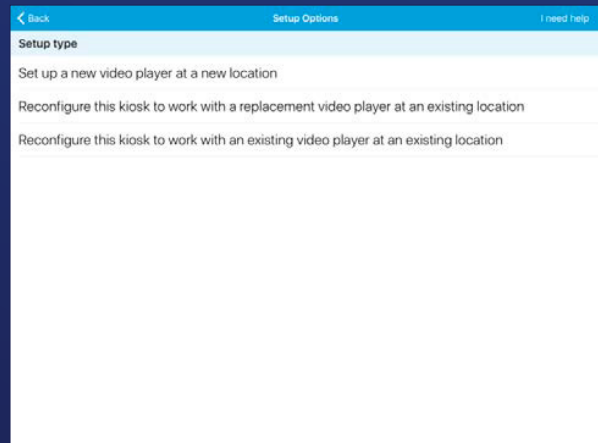 Back
Setup Options
I need help
Setup type
Set up a new video player at a new location
Reconfigure this kiosk to work with a replacement video player at an existing location
Reconfigure this kiosk to work with an existing video player at an existing location